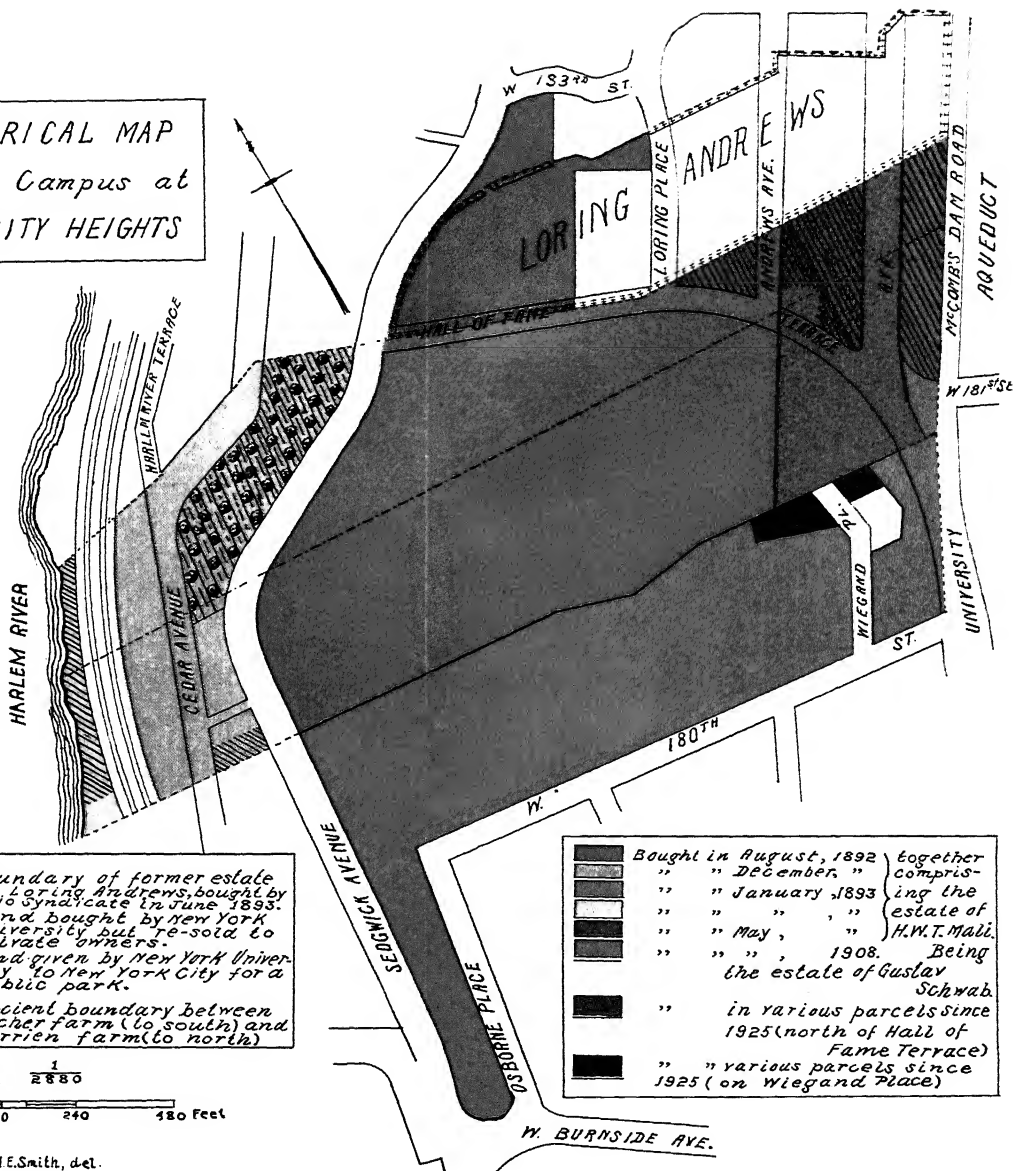 RICAL MAP
Campus at
ITY HEIGHTS
W 183RD ST.
LORING ANDREWS
LORING PLACE
ANDREWS AVE.
AVE.
McCOMB'S DAM ROAD
AQUEDUCT
HALL OF FAME TERRACE
W 181ST ST
HARLEM RIVER TERRACE
HARLEM RIVER
CEDAR AVENUE
WIEGAND PL.
UNIVERSITY
W. 180TH ST.
SEDGWICK AVENUE
OSBORNE PLACE
W. BURNSIDE AVE.
undary of former estate
Loring Andrews, bought by
io syndicate in June 1893.
nd bought by New York
iversity but re-sold to
ivate owners.
nd given by New York Univer-
y to New York City for a
blic park.
cient boundary between
cher farm (to south) and
rrien farm (to north)
1
2880
0 240 480 Feet
H.E. Smith, del.
Bought in August, 1892 together
" " December, " compris-
" " January, 1893 ing the
" " " , " estate of
" " May, " H.W.T. Mali.
" " " , 1908. Being
the estate of Gustav
Schwab
" in various parcels since
1925 (north of Hall of
Fame Terrace)
" " various parcels since
1925 (on Wiegand Place)